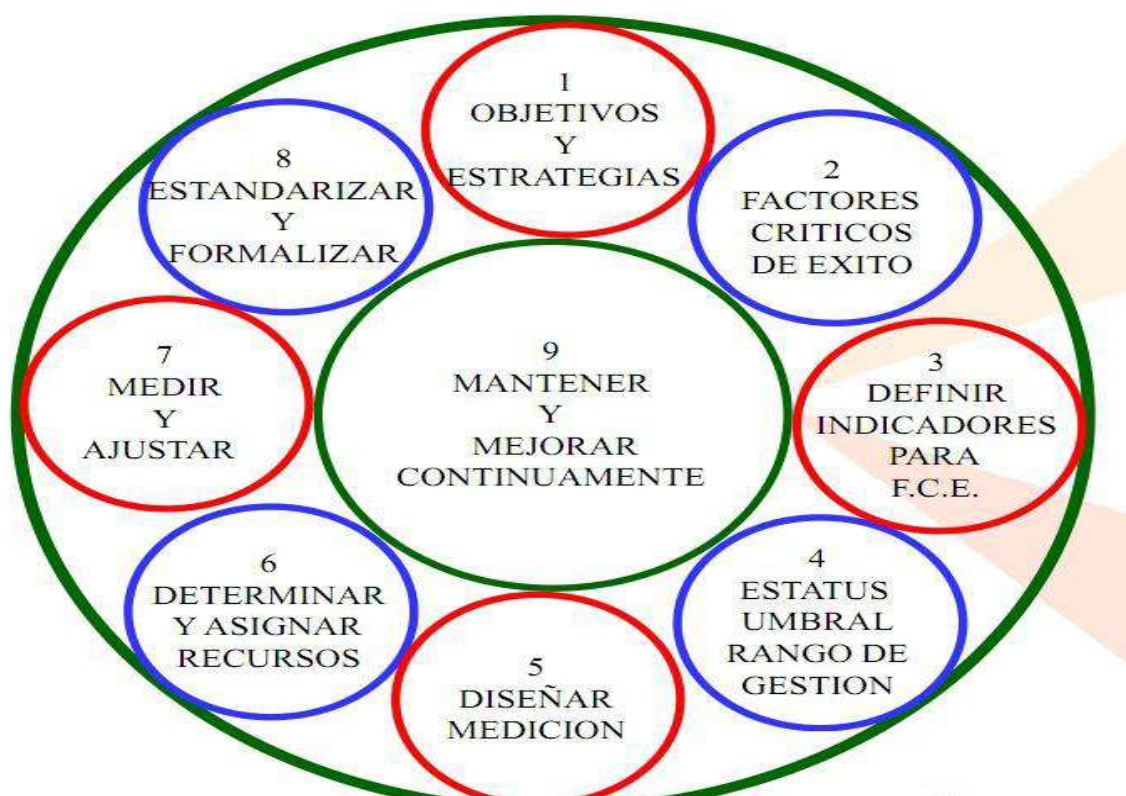 1
OBJETIVOS
Y
ESTRATEGIAS
2
FACTORES
CRITICOS
DE EXITO
3
DEFINIR
INDICADORES
PARA
F.C.E.
4
ESTATUS
UMBRAL
RANGO DE
GESTION
5
DISEÑAR
MEDICION
6
DETERMINAR
Y ASIGNAR
RECURSOS
7
MEDIR
Y
AJUSTAR
8
ESTANDARIZAR
Y
FORMALIZAR
9
MANTENER
Y
MEJORAR
CONTINUAMENTE